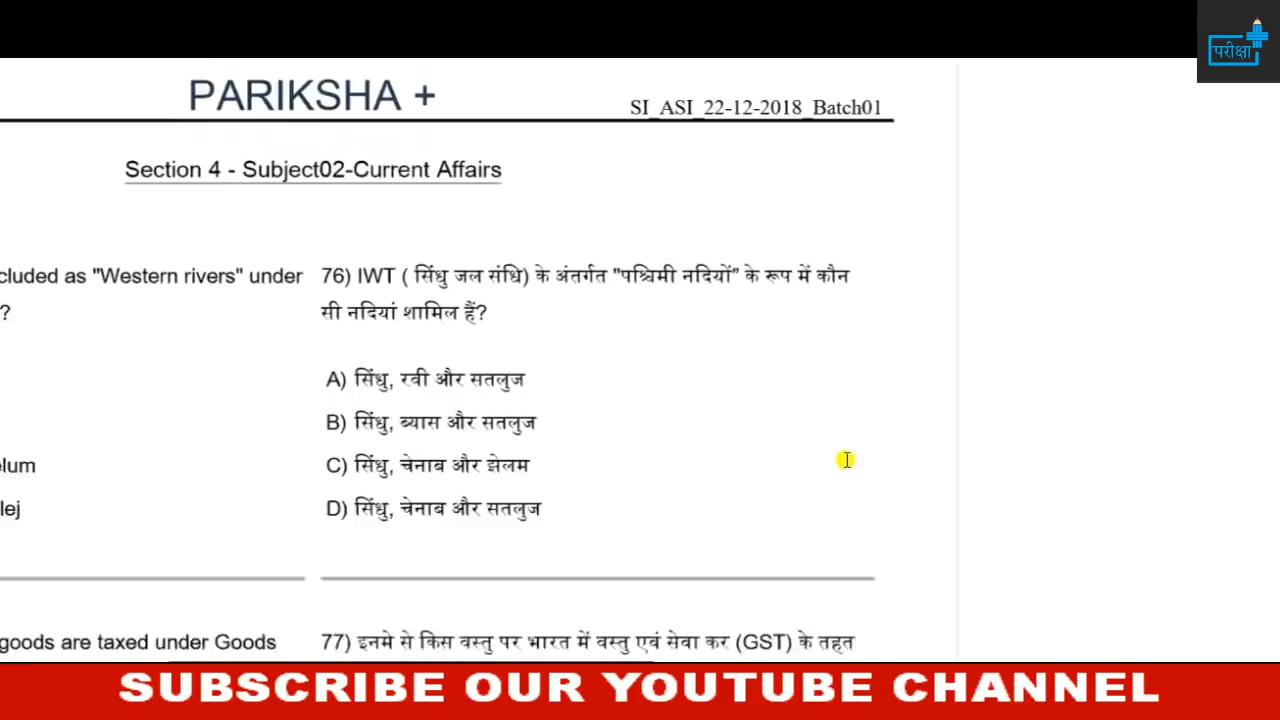 परीक्षा
PARIKSHA +
SI_ASI_22-12-2018_Batch01
Section 4 - Subject02-Current Affairs
cluded as "Western rivers" under
?
elum
lej
76) IWT ( सिंधु जल संधि) के अंतर्गत "पश्चिमी नदियों” के रूप में कौन
सी नदियां शामिल हैं?
A) सिंधु, रवी और सतलुज
B) सिंधु, ब्यास और सतलुज
C) सिंधु, चेनाब और झेलम
D) सिंधु, चेनाब और सतलुज
goods are taxed under Goods
77) इनमे से किस वस्तु पर भारत में वस्तु एवं सेवा कर (GST) के तहत
SUBSCRIBE OUR YOUTUBE CHANNEL